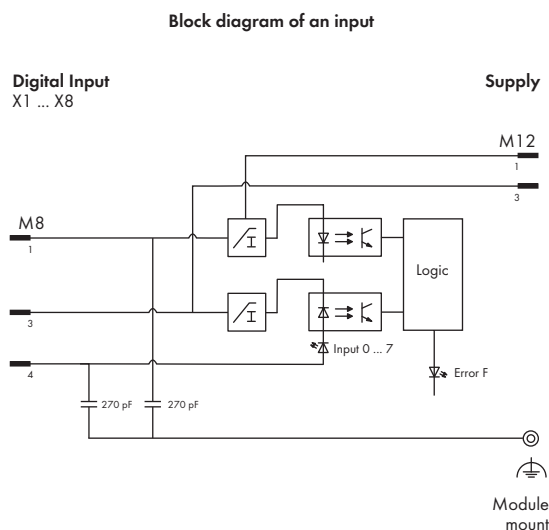 Block diagram of an input
Digital Input
X1 ... X8
Supply
M12
1
3
M8
1
I
Logic
I
3
Input 0 ... 7
4
Error F
270 pF
270 pF
Module
mount